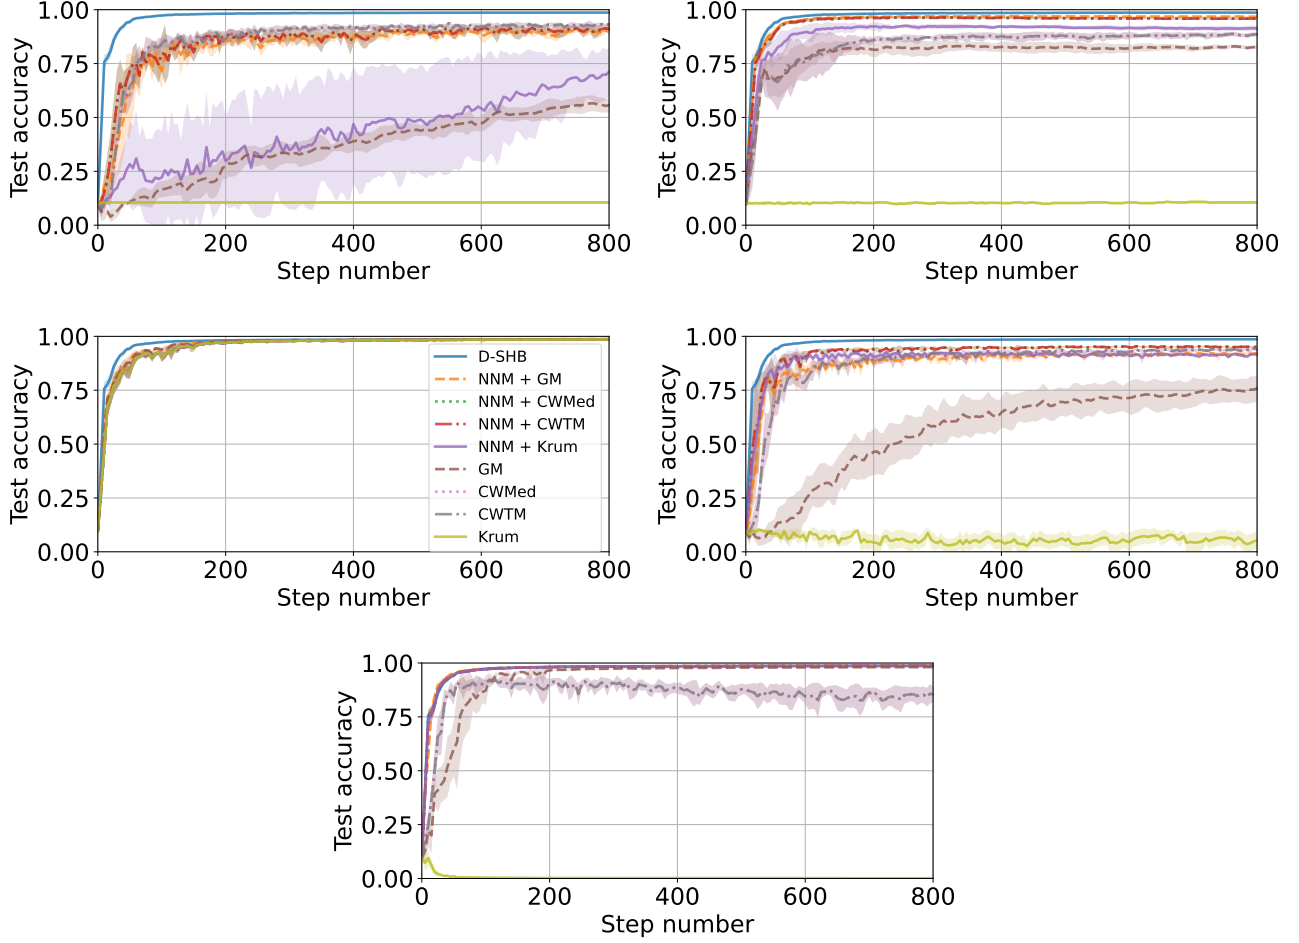 1.00
0.75
0.50
0.25
0.00
Test accuracy
0 200 400 600 800
Step number
1.00
0.75
0.50
0.25
0.00
Test accuracy
0 200 400 600 800
Step number
1.00
0.75
0.50
0.25
0.00
Test accuracy
D-SHB
NNM + GM
NNM + CWMed
NNM + CWTM
NNM + Krum
GM
CWMed
CWTM
Krum
0 200 400 600 800
Step number
1.00
0.75
0.50
0.25
0.00
Test accuracy
0 200 400 600 800
Step number
1.00
0.75
0.50
0.25
0.00
Test accuracy
0 200 400 600 800
Step number